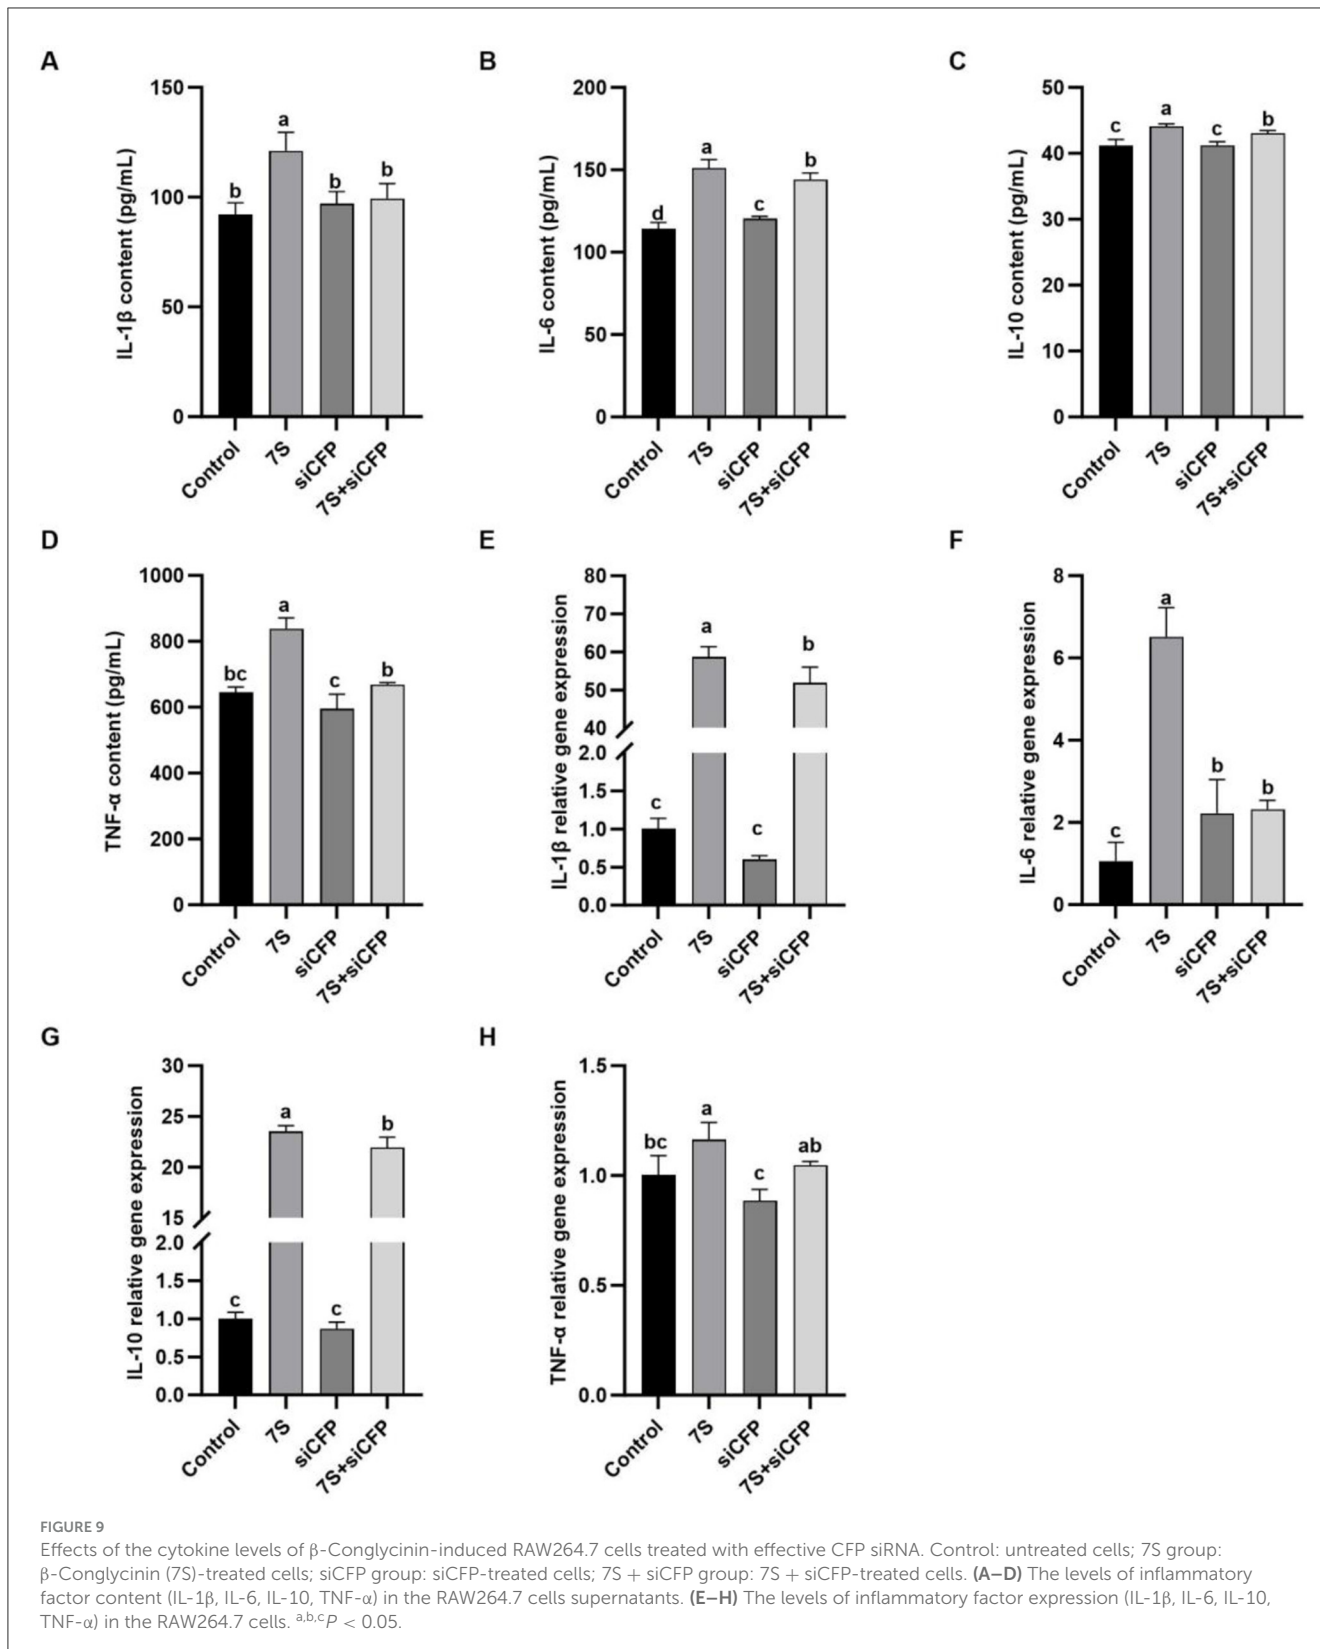 A
IL-1β content (pg/mL)
150
100
50
0
b
a
b
b
Control
7S
siCFP
7S+siCFP
B
IL-6 content (pg/mL)
200
150
100
50
0
d
a
c
b
Control
7S
siCFP
7S+siCFP
C
IL-10 content (pg/mL)
50
40
30
20
10
0
c
a
c
b
Control
7S
siCFP
7S+siCFP
D
TNF-α content (pg/mL)
1000
800
600
400
200
0
bc
a
c
b
Control
7S
siCFP
7S+siCFP
E
IL-1β relative gene expression
80
70
60
50
40
2.0
1.5
1.0
0.5
0.0
c
a
c
b
Control
7S
siCFP
7S+siCFP
F
IL-6 relative gene expression
8
6
4
2
0
c
a
b
b
Control
7S
siCFP
7S+siCFP
G
IL-10 relative gene expression
30
25
20
15
2.0
1.5
1.0
0.5
0.0
c
a
c
b
Control
7S
siCFP
7S+siCFP
H
TNF-α relative gene expression
1.5
1.0
0.5
0.0
bc
a
c
ab
Control
7S
siCFP
7S+siCFP
FIGURE 9
Effects of the cytokine levels of β-Conglycinin-induced RAW264.7 cells treated with effective CFP siRNA. Control: untreated cells; 7S group:
β-Conglycinin (7S)-treated cells; siCFP group: siCFP-treated cells; 7S + siCFP group: 7S + siCFP-treated cells. (A–D) The levels of inflammatory
factor content (IL-1β, IL-6, IL-10, TNF-α) in the RAW264.7 cells supernatants. (E–H) The levels of inflammatory factor expression (IL-1β, IL-6, IL-10,
TNF-α) in the RAW264.7 cells. a,b,cP < 0.05.